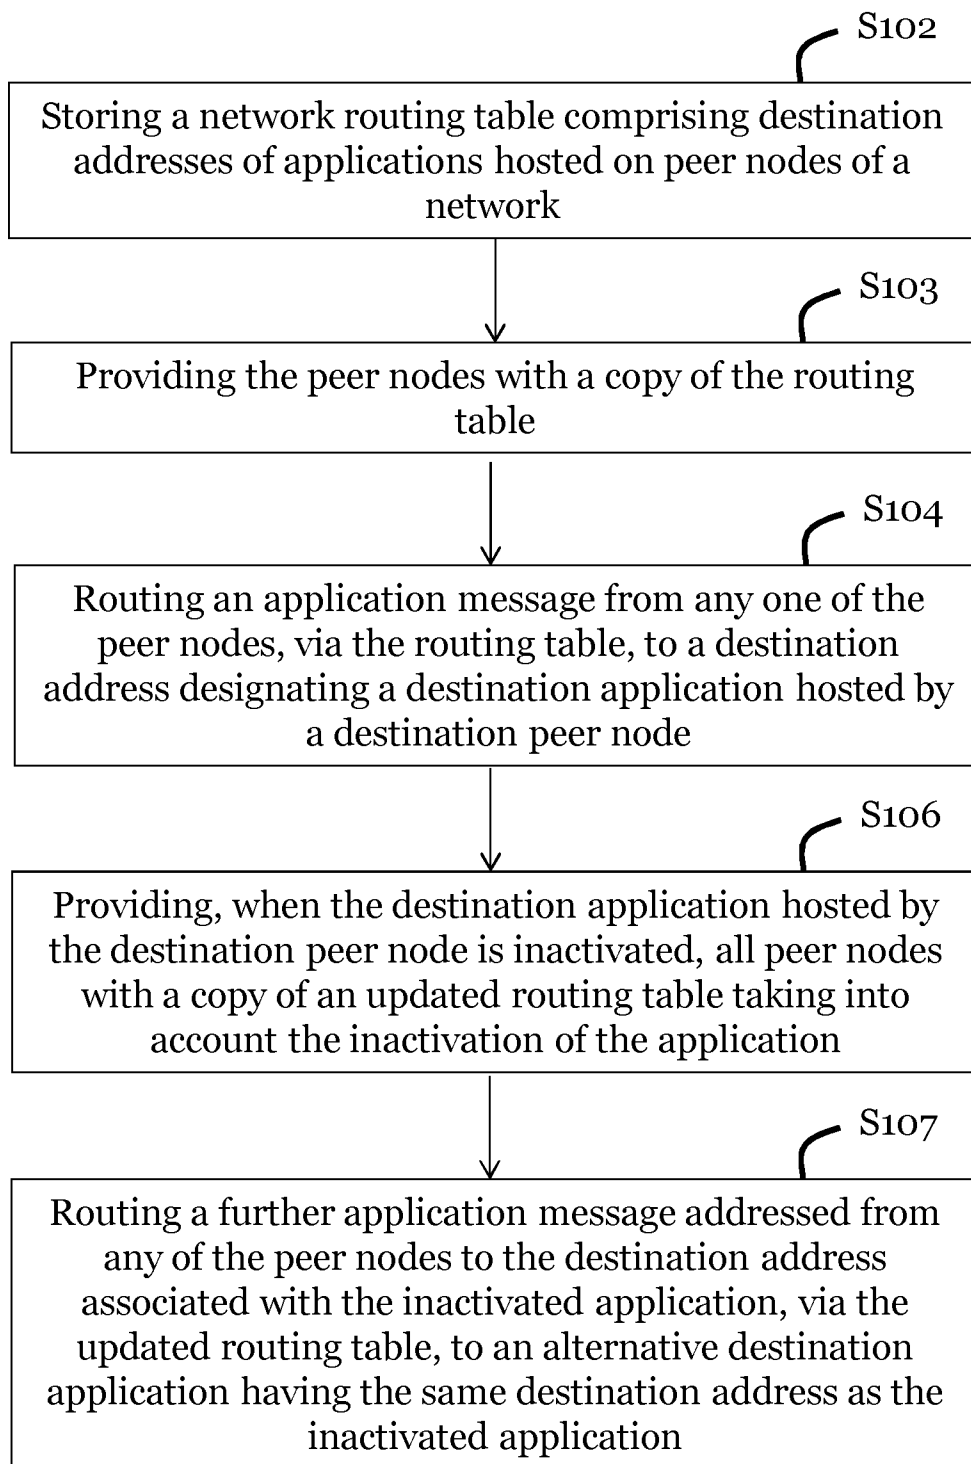 S102
Storing a network routing table comprising destination
addresses of applications hosted on peer nodes of a
network
S103
Providing the peer nodes with a copy of the routing
table
S104
Routing an application message from any one of the
peer nodes, via the routing table, to a destination
address designating a destination application hosted by
a destination peer node
S106
Providing, when the destination application hosted by
the destination peer node is inactivated, all peer nodes
with a copy of an updated routing table taking into
account the inactivation of the application
S107
Routing a further application message addressed from
any of the peer nodes to the destination address
associated with the inactivated application, via the
updated routing table, to an alternative destination
application having the same destination address as the
inactivated application